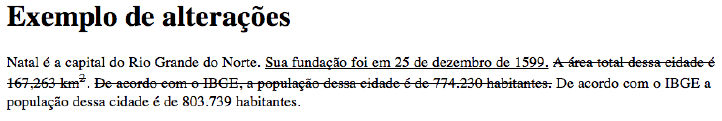 Exemplo de alterações
Natal é a capital do Rio Grande do Norte. Sua fundação foi em 25 de dezembro de 1599. A área total dessa cidade é
167,263 km². De acordo com o IBGE, a população dessa cidade é de 774.230 habitantes. De acordo com o IBGE a
população dessa cidade é de 803.739 habitantes.